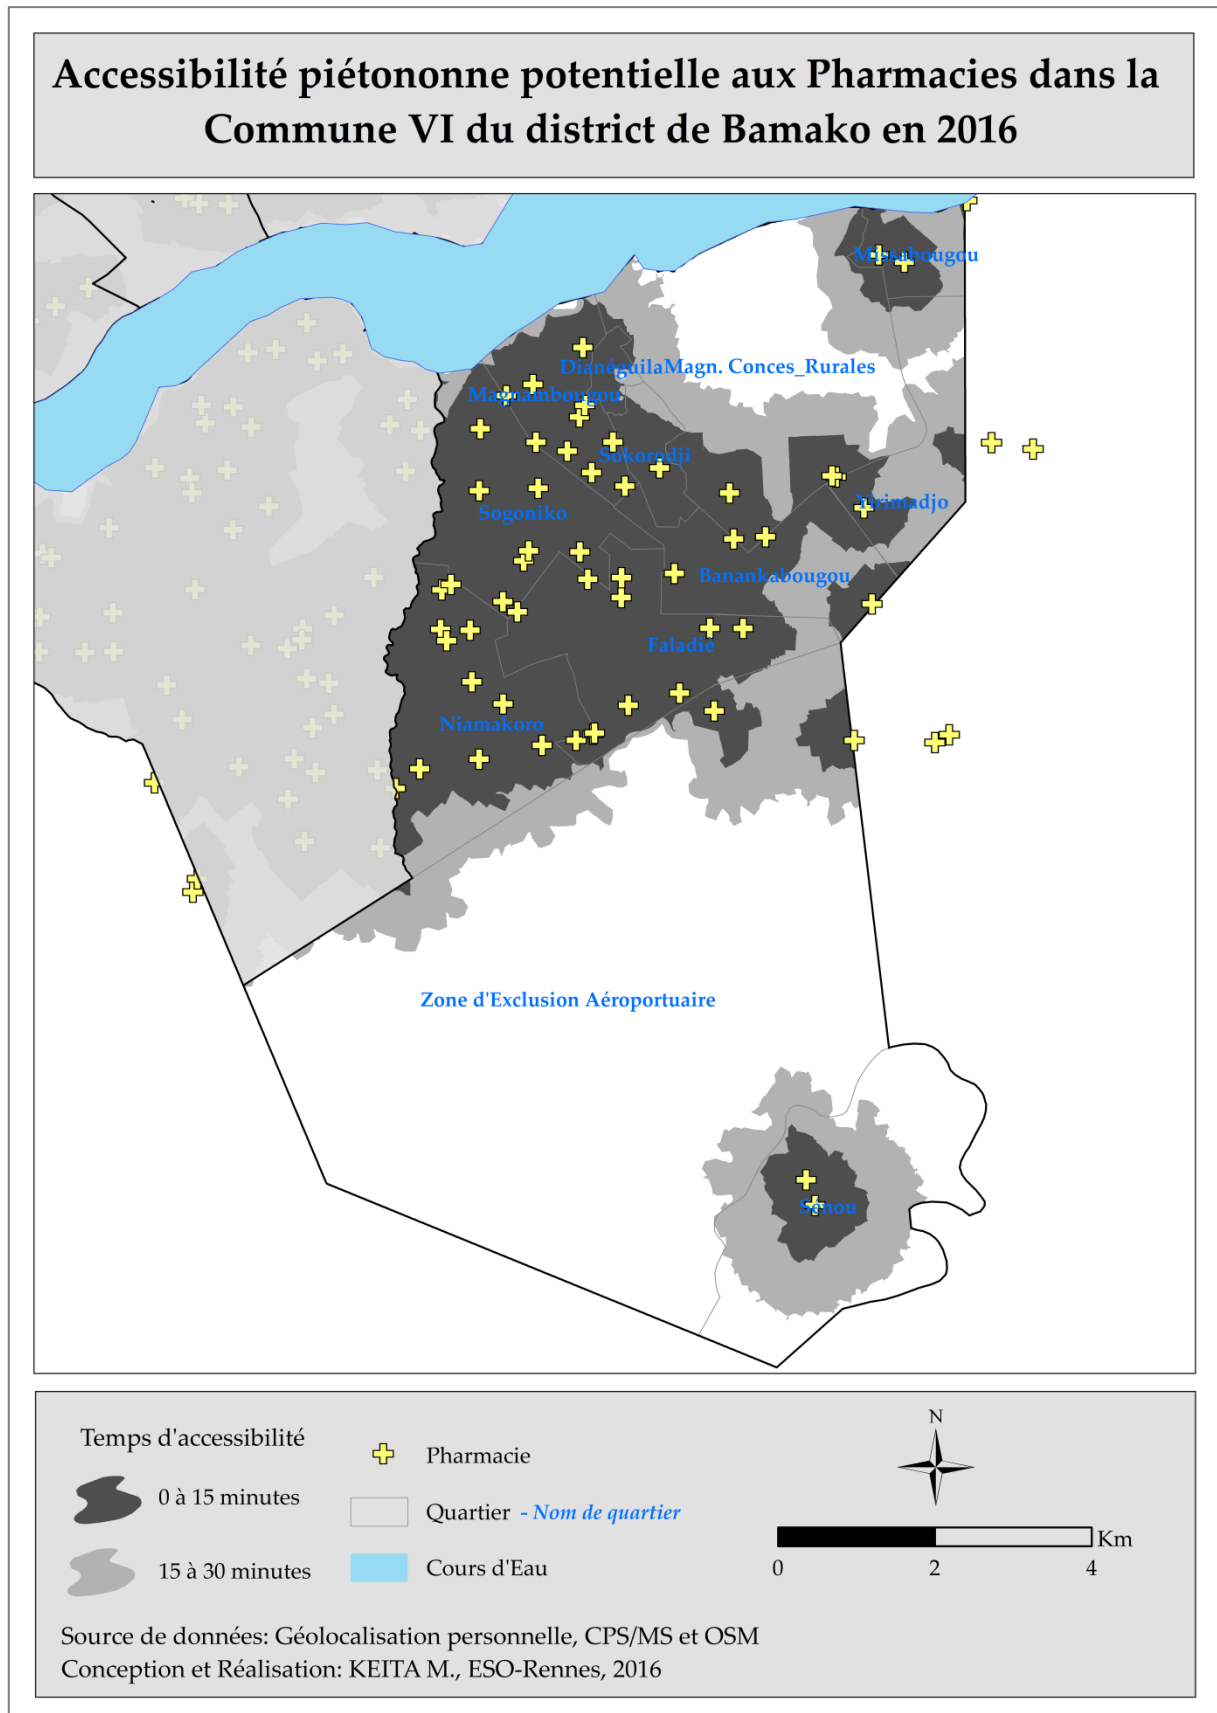 Accessibilité piétononne potentielle aux Pharmacies dans la
Commune VI du district de Bamako en 2016
Missabougou
DianéguilaMagn. Conces_Rurales
Magnambougou
Sokorodji
Yirimadjo
Sogoniko
Banankabougou
Faladié
Niamakoro
Zone d'Exclusion Aéroportuaire
Sénou
Temps d'accessibilité
0 à 15 minutes
15 à 30 minutes
Pharmacie
Quartier - Nom de quartier
Cours d'Eau
N
Km
0 2 4
Source de données: Géolocalisation personnelle, CPS/MS et OSM
Conception et Réalisation: KEITA M., ESO-Rennes, 2016